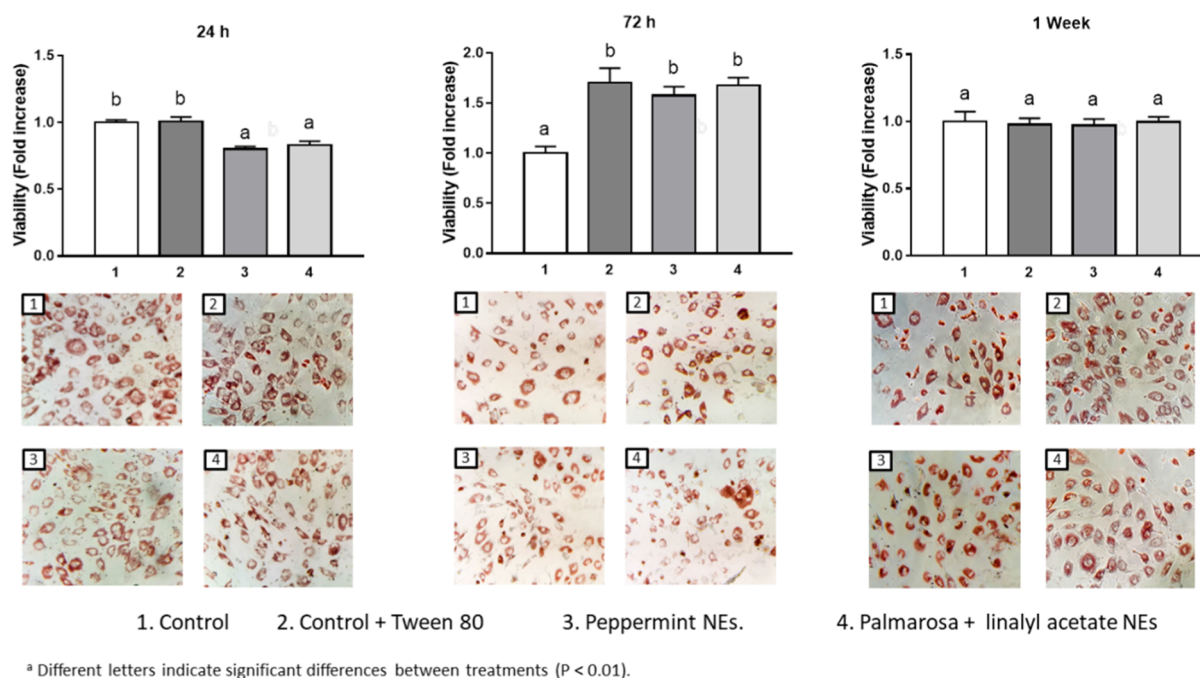 24 h
72 h
1 Week
Viability (Fold increase)
1.5
1.0
0.5
0.0
b
b
a
b
a
1
2
3
4
Viability (Fold increase)
2.0
1.5
1.0
0.5
0.0
a
b
b
b
b
1
2
3
4
Viability (Fold increase)
1.5
1.0
0.5
0.0
a
a
a
a
1
2
3
4
1
2
1
2
1
2
3
4
3
4
3
4
1. Control
2. Control + Tween 80
3. Peppermint NEs.
4. Palmarosa + linalyl acetate NEs
ᵃ Different letters indicate significant differences between treatments (P < 0.01).